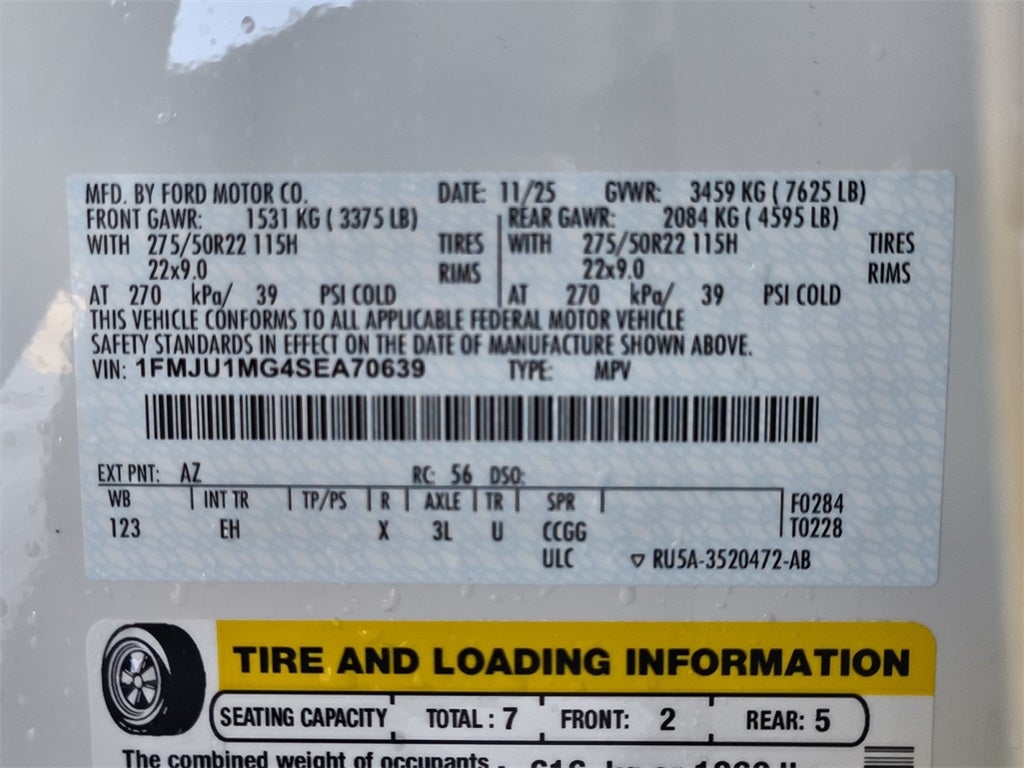 MFD. BY FORD MOTOR CO. DATE: 11/25 GVWR: 3459 KG ( 7625 LB)
FRONT GAWR: 1531 KG ( 3375 LB) REAR GAWR: 2084 KG ( 4595 LB)
WITH 275/50R22 115H TIRES WITH 275/50R22 115H TIRES
22x9.0 RIMS 22x9.0 RIMS
AT 270 kPa/ 39 PSI COLD AT 270 kPa/ 39 PSI COLD
THIS VEHICLE CONFORMS TO ALL APPLICABLE FEDERAL MOTOR VEHICLE
SAFETY STANDARDS IN EFFECT ON THE DATE OF MANUFACTURE SHOWN ABOVE.
VIN: 1FMJU1MG4SEA70639 TYPE: MPV
EXT PNT: AZ RC: 56 DSO:
WB INT TR TP/PS R AXLE TR SPR F0284
123 EH X 3L U CCGG T0228
ULC RU5A-3520472-AB
TIRE AND LOADING INFORMATION
SEATING CAPACITY TOTAL : 7 FRONT: 2 REAR: 5
The combined weight of occupants